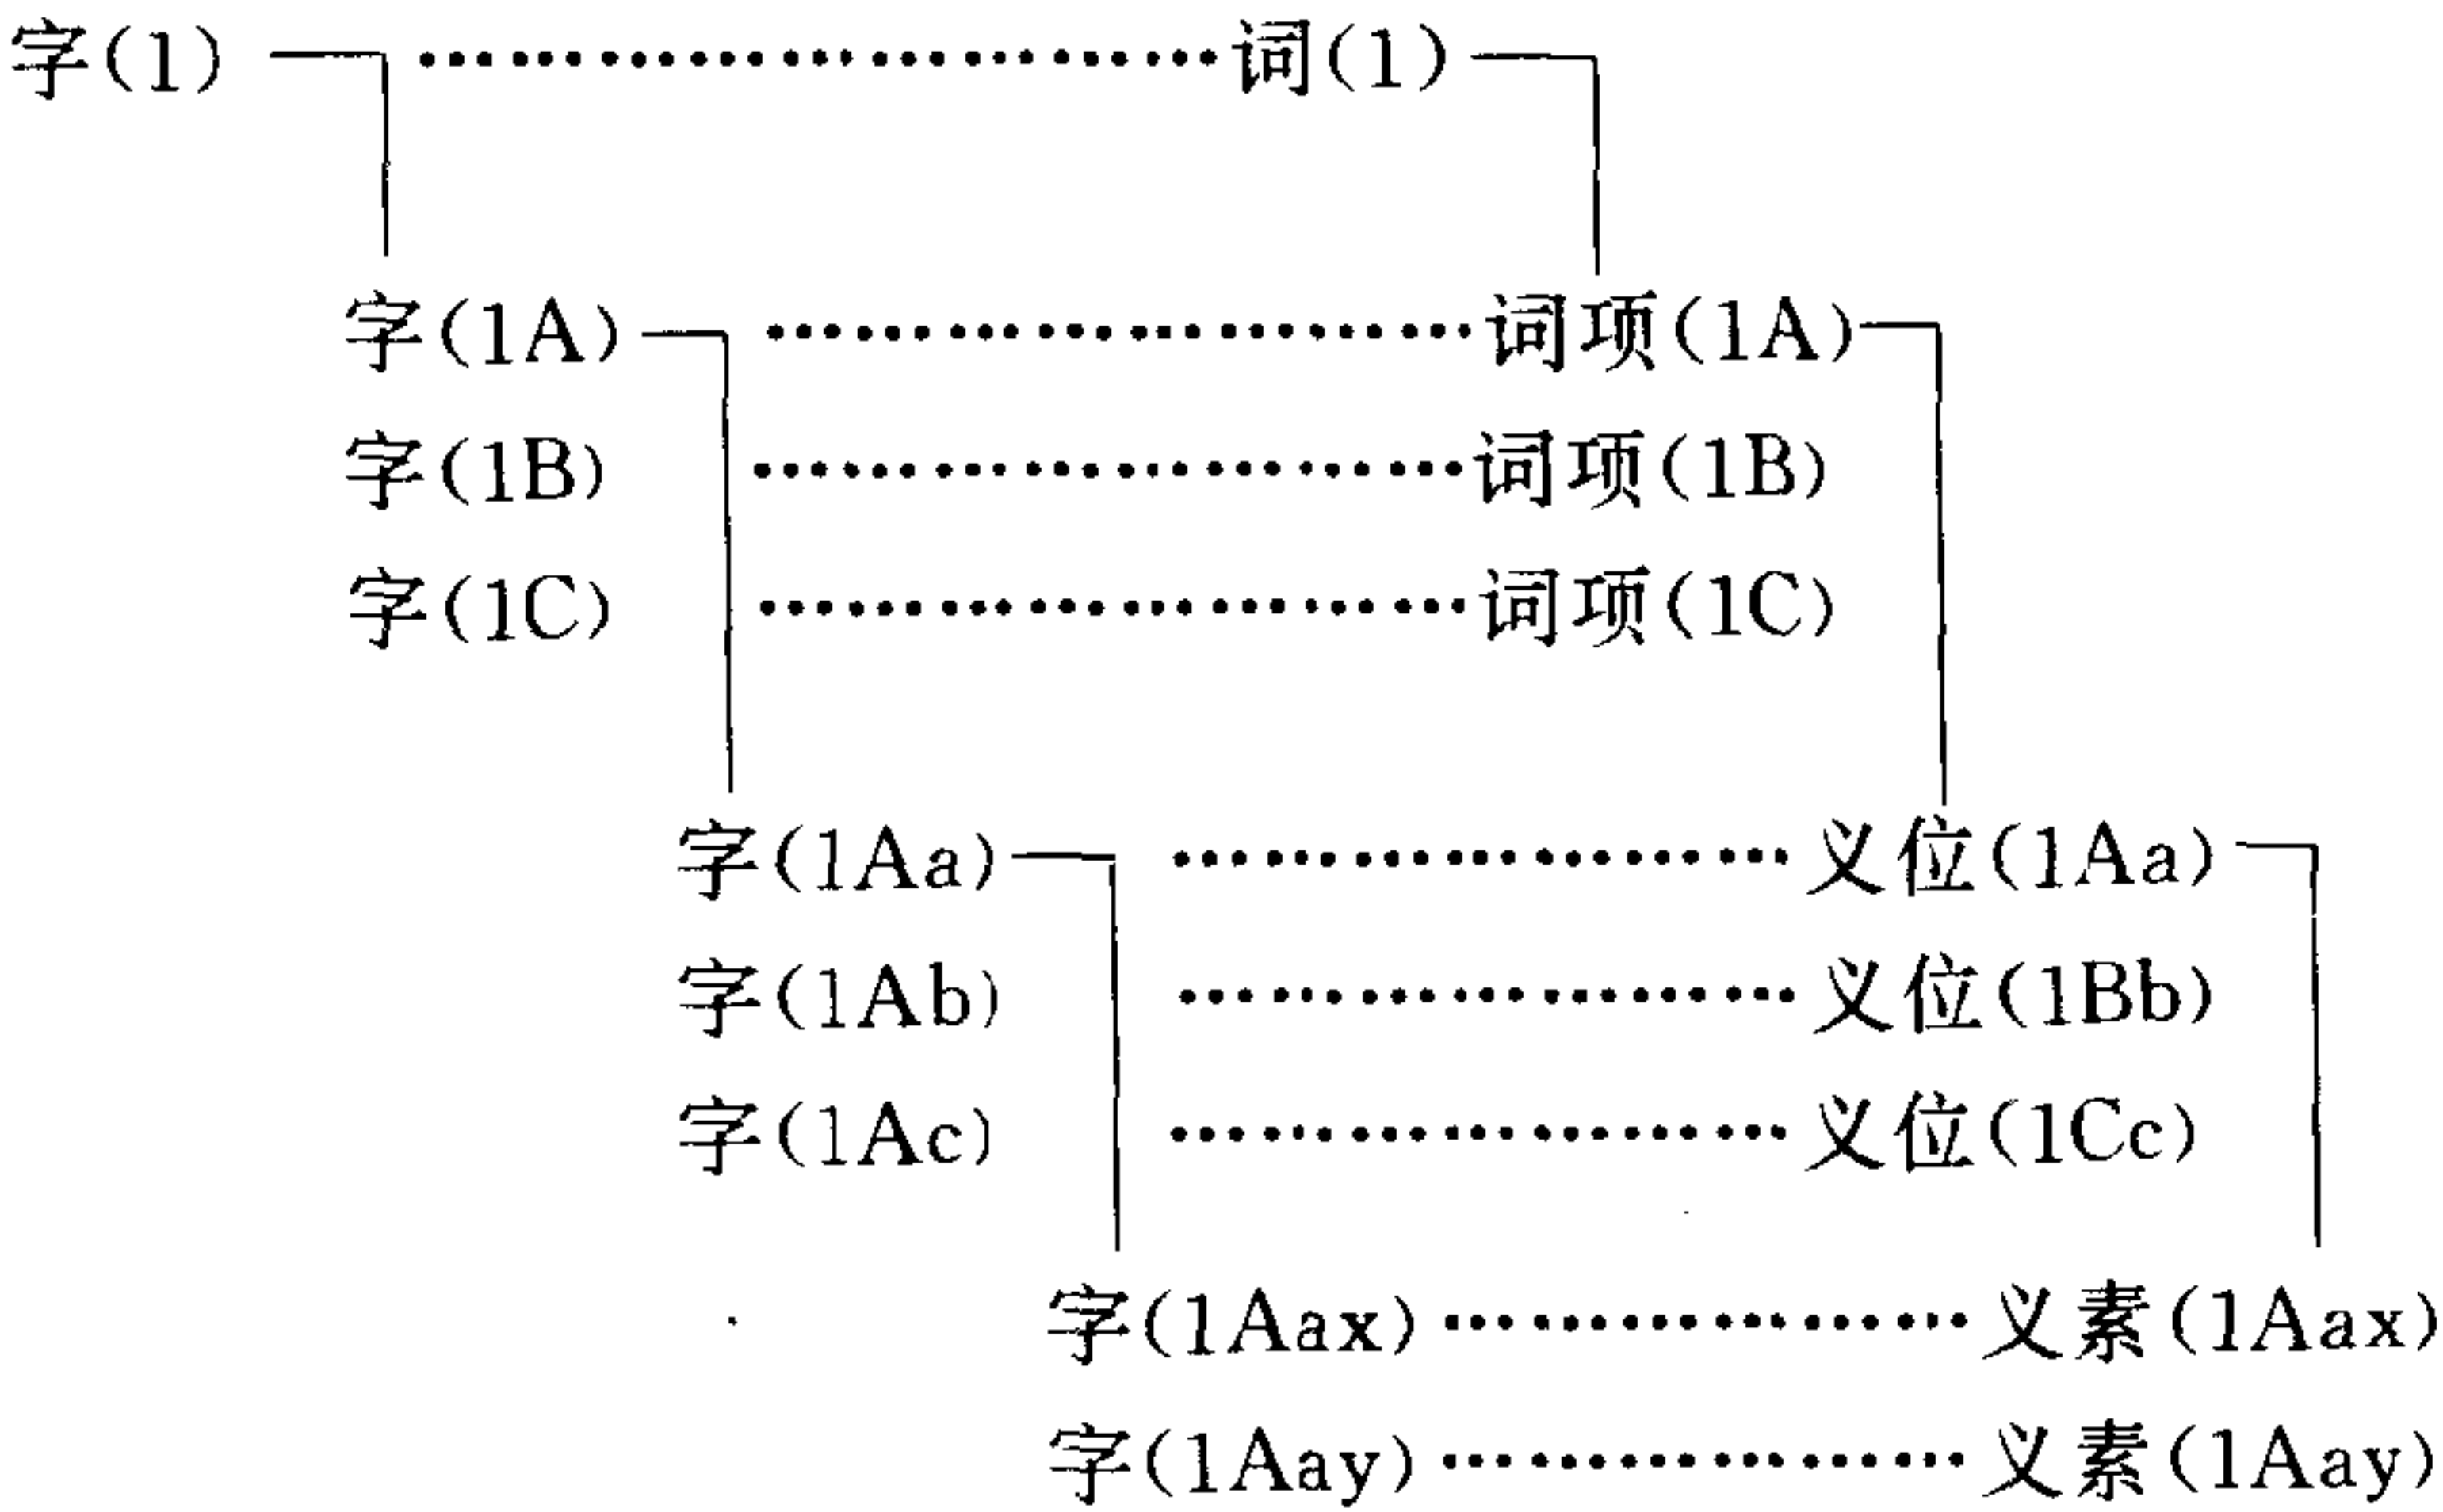 字(1) ························ 词(1)
字(1A) ························ 词项(1A)
字(1B) ························ 词项(1B)
字(1C) ························ 词项(1C)
字(1Aa) ····················· 义位(1Aa)
字(1Ab) ····················· 义位(1Bb)
字(1Ac) ····················· 义位(1Cc)
字(1Aax) ·················· 义素(1Aax)
字(1Aay) ·················· 义素(1Aay)